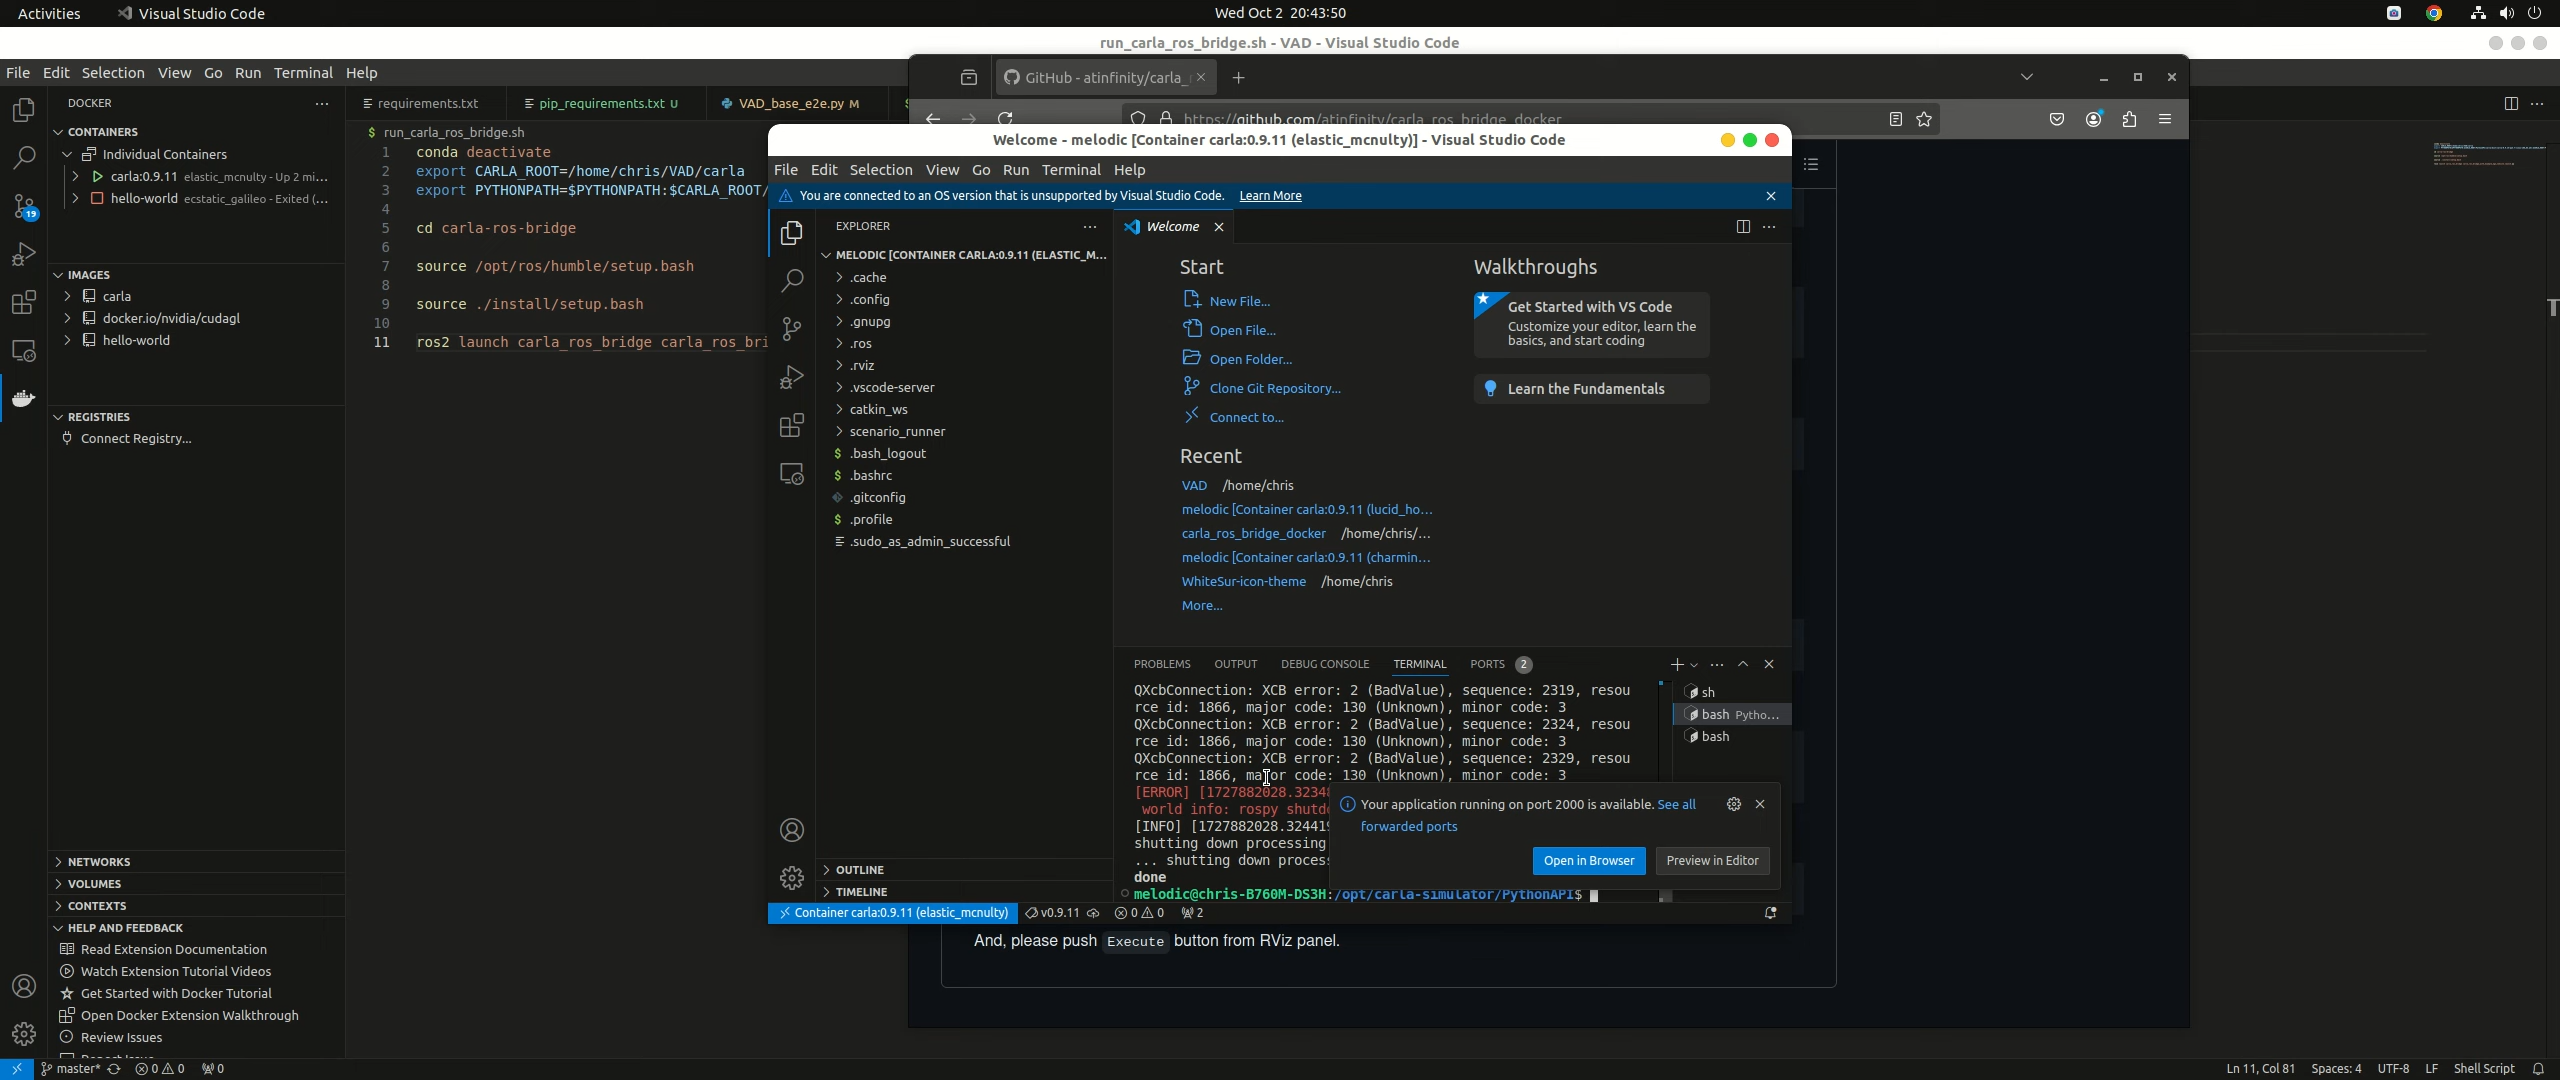 Activities
Visual Studio Code
Wed Oct 2 20:43:50
run_carla_ros_bridge.sh - VAD - Visual Studio Code
File Edit Selection View Go Run Terminal Help
DOCKER
CONTAINERS
Individual Containers
carla:0.9.11 elastic_mcnulty - Up 2 mi...
hello-world ecstatic_galileo - Exited (...
IMAGES
carla
docker.io/nvidia/cudagl
hello-world
REGISTRIES
Connect Registry...
NETWORKS
VOLUMES
CONTEXTS
HELP AND FEEDBACK
Read Extension Documentation
Watch Extension Tutorial Videos
Get Started with Docker Tutorial
Open Docker Extension Walkthrough
Review Issues
19
requirements.txt
pip_requirements.txt U
VAD_base_e2e.py M
$ run_carla_ros_bridge.sh
1 conda deactivate
2 export CARLA_ROOT=/home/chris/VAD/carla
3 export PYTHONPATH=$PYTHONPATH:$CARLA_ROOT/
4
5 cd carla-ros-bridge
6
7 source /opt/ros/humble/setup.bash
8
9 source ./install/setup.bash
10
11 ros2 launch carla_ros_bridge carla_ros_bri
GitHub - atinfinity/carla_
https://github.com/atinfinity/carla_ros_bridge_docker
Welcome - melodic [Container carla:0.9.11 (elastic_mcnulty)] - Visual Studio Code
File Edit Selection View Go Run Terminal Help
You are connected to an OS version that is unsupported by Visual Studio Code. Learn More
EXPLORER
MELODIC [CONTAINER CARLA:0.9.11 (ELASTIC_M...
.cache
.config
.gnupg
.ros
.rviz
.vscode-server
catkin_ws
scenario_runner
$ .bash_logout
$ .bashrc
.gitconfig
$ .profile
.sudo_as_admin_successful
OUTLINE
TIMELINE
Welcome
Start
New File...
Open File...
Open Folder...
Clone Git Repository...
Connect to...
Recent
VAD /home/chris
melodic [Container carla:0.9.11 (lucid_ho...
carla_ros_bridge_docker /home/chris/...
melodic [Container carla:0.9.11 (charmin...
WhiteSur-icon-theme /home/chris
More...
Walkthroughs
Get Started with VS Code
Customize your editor, learn the
basics, and start coding
Learn the Fundamentals
PROBLEMS OUTPUT DEBUG CONSOLE TERMINAL PORTS 2
QXcbConnection: XCB error: 2 (BadValue), sequence: 2319, resou
rce id: 1866, major code: 130 (Unknown), minor code: 3
QXcbConnection: XCB error: 2 (BadValue), sequence: 2324, resou
rce id: 1866, major code: 130 (Unknown), minor code: 3
QXcbConnection: XCB error: 2 (BadValue), sequence: 2329, resou
rce id: 1866, major code: 130 (Unknown), minor code: 3
[ERROR] [1727882028.3234
world info: rospy shutd
[INFO] [1727882028.324419
shutting down processing
... shutting down proces
done
melodic@chris-B760M-DS3H:/opt/carla-simulator/PythonAPI$
sh
bash Pytho...
bash
Your application running on port 2000 is available. See all
forwarded ports
Open in Browser
Preview in Editor
Container carla:0.9.11 (elastic_mcnulty)
v0.9.11
0
0
2
And, please push Execute button from RViz panel.
master*
0
0
0
Ln 11, Col 81
Spaces: 4
UTF-8
LF
Shell Script